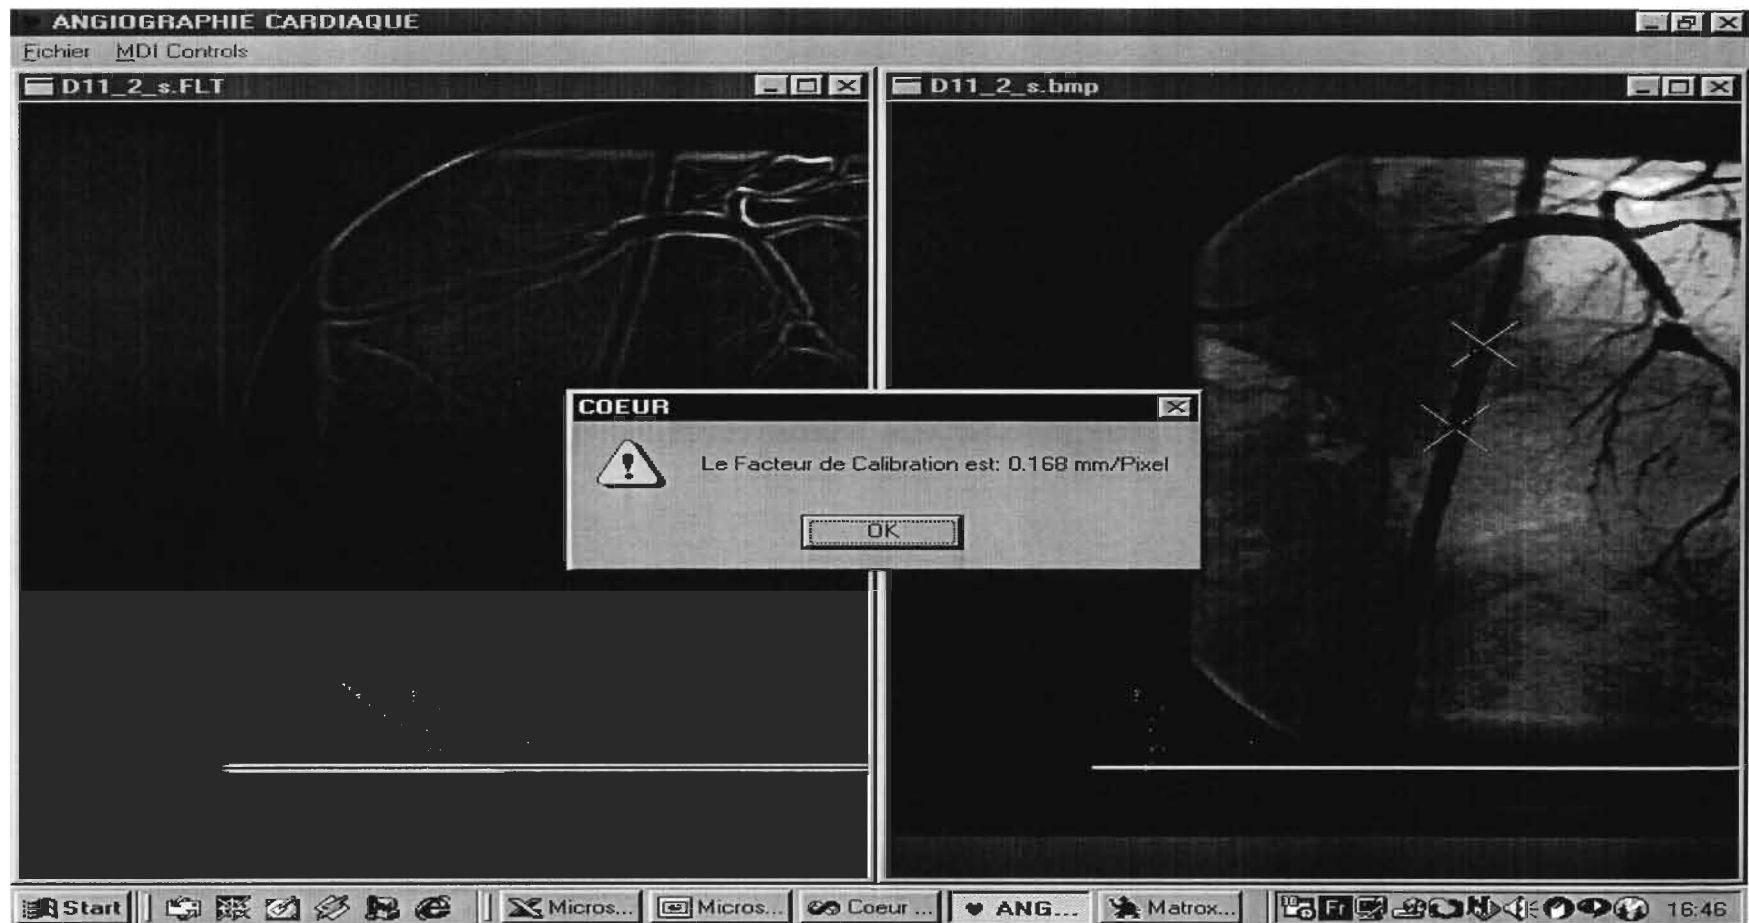 ANGIOGRAPHIE CARDIAQUE
Fichier MDI Controls
D11_2_s.FLT
D11_2_s.bmp
COEUR
Le Facteur de Calibration est: 0.168 mm/Pixel
OK
Start
Micros...
Micros...
Coeur ...
ANG...
Matrox...
Fr
16:46